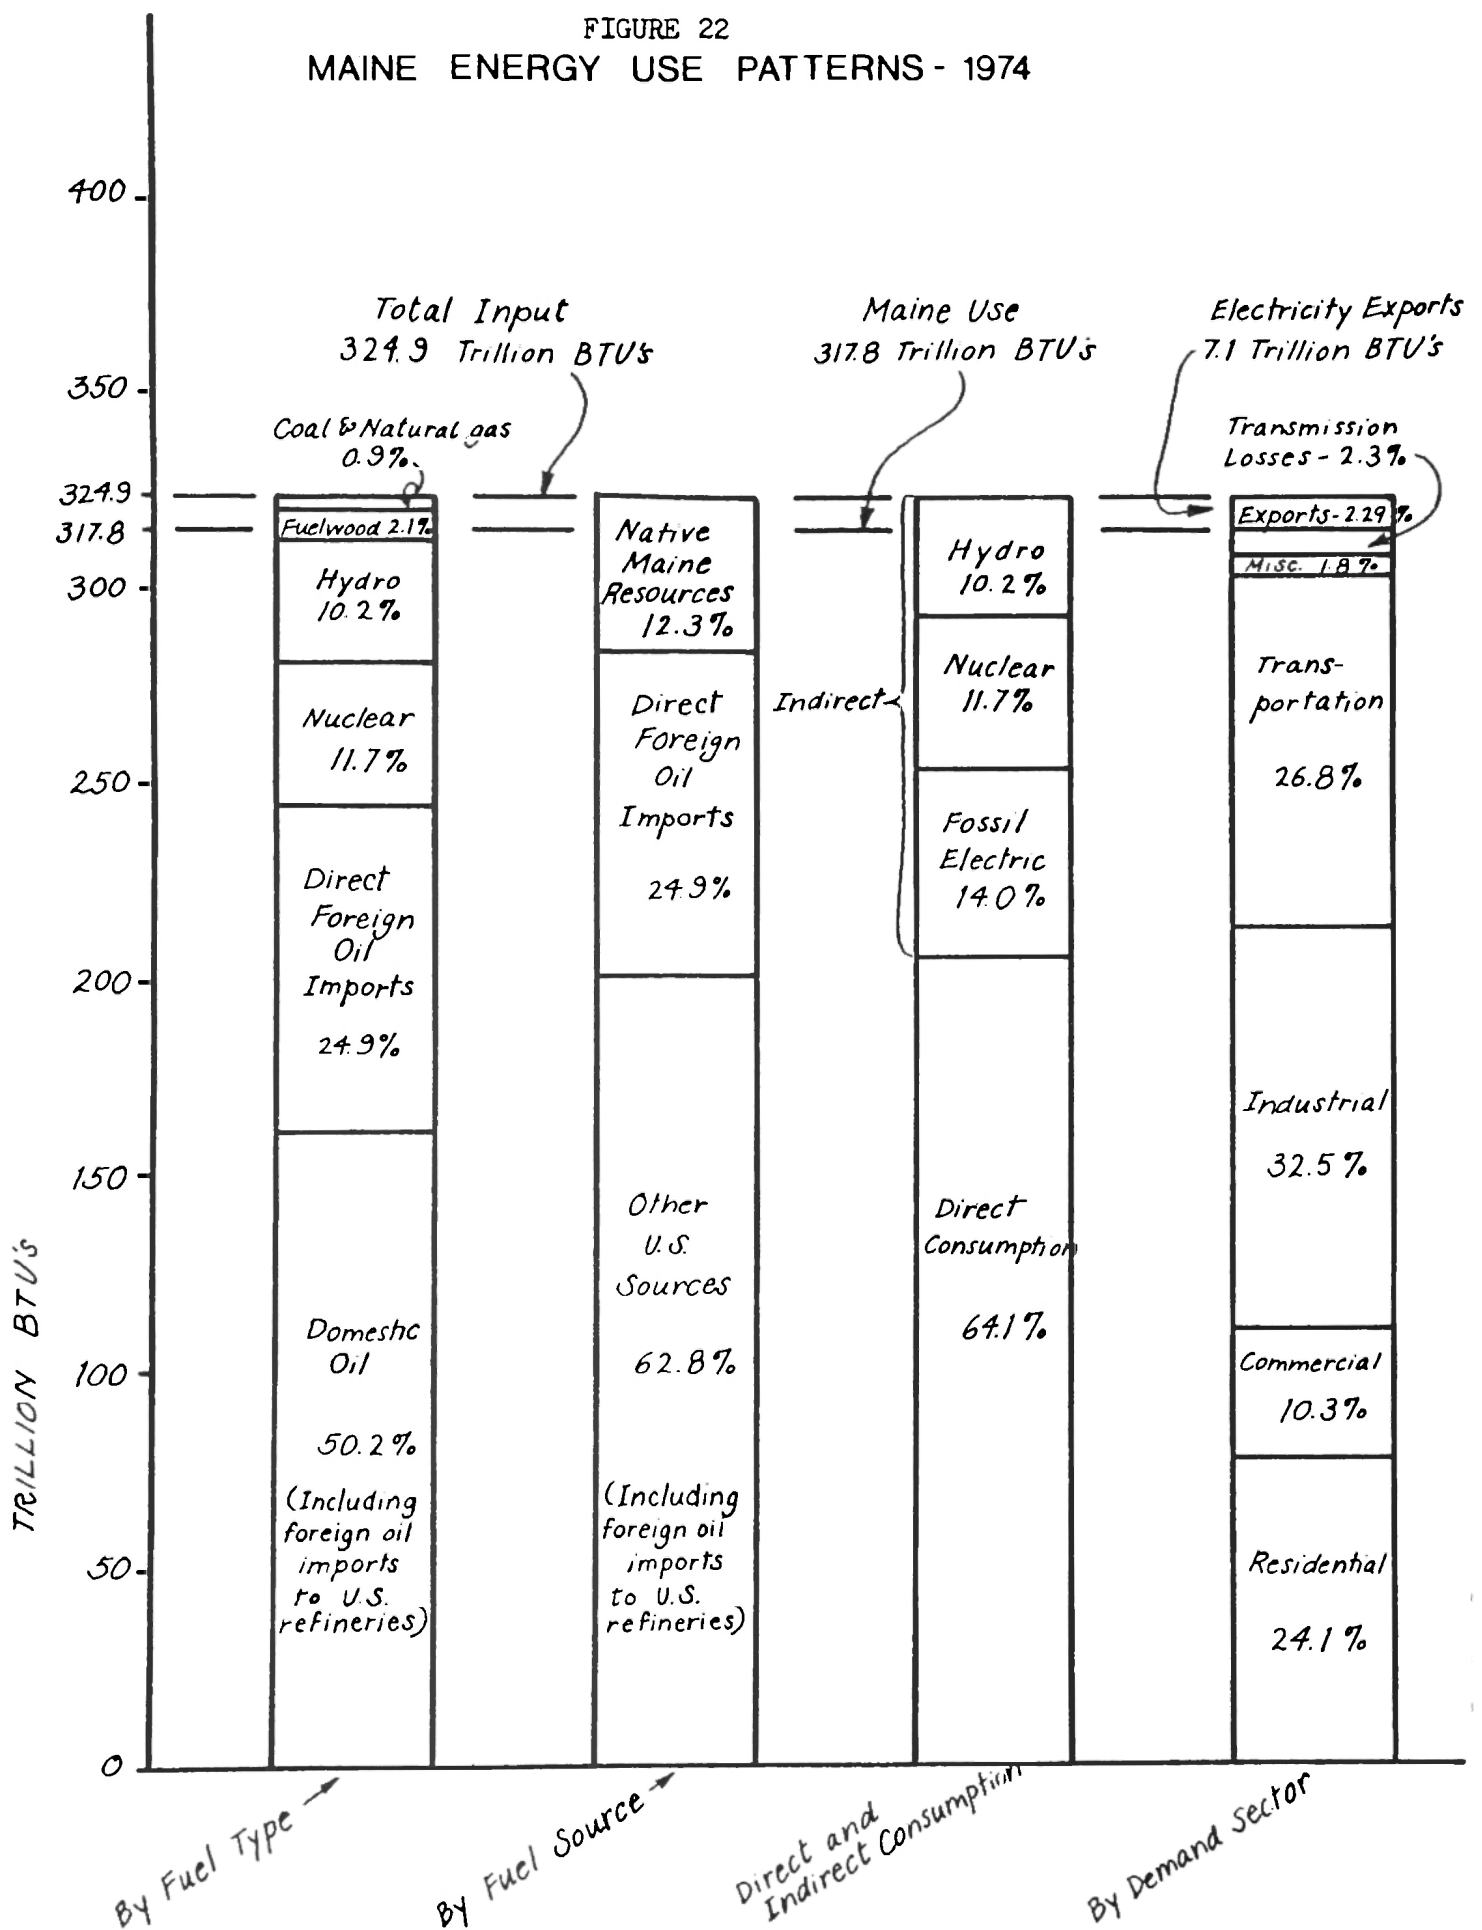 FIGURE 22
MAINE ENERGY USE PATTERNS - 1974
TRILLION BTU's
400
350
324.9
317.8
300
250
200
150
100
50
0
Total Input
324.9 Trillion BTU's
Maine Use
317.8 Trillion BTU's
Electricity Exports
7.1 Trillion BTU's
Coal & Natural gas
0.9%
Fuelwood 2.1%
Hydro
10.2%
Nuclear
11.7%
Direct
Foreign
Oil
Imports
24.9%
Domestic
Oil
50.2%
(Including
foreign oil
imports
to U.S.
refineries)
Native
Maine
Resources
12.3%
Direct
Foreign
Oil
Imports
24.9%
Other
U.S.
Sources
62.8%
(Including
foreign oil
imports
to U.S.
refineries)
Indirect
Hydro
10.2%
Nuclear
11.7%
Fossil
Electric
14.0%
Direct
Consumption
64.1%
Transmission
Losses - 2.3%
Exports - 2.29%
Misc. 1.8%
Trans-
portation
26.8%
Industrial
32.5%
Commercial
10.3%
Residential
24.1%
By Fuel Type
By Fuel Source
Direct and
Indirect Consumption
By Demand Sector